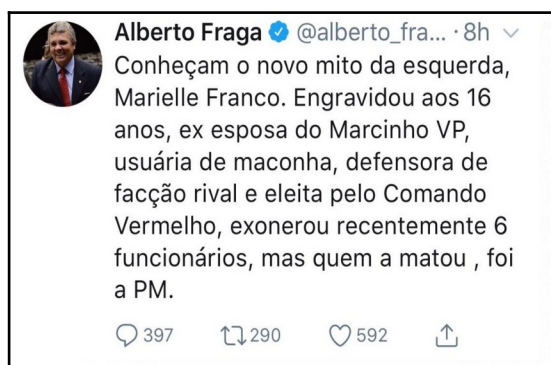 Alberto Fraga @alberto_fra... · 8h
Conheçam o novo mito da esquerda,
Marielle Franco. Engravidou aos 16
anos, ex esposa do Marcinho VP,
usuária de maconha, defensora de
facção rival e eleita pelo Comando
Vermelho, exonerou recentemente 6
funcionários, mas quem a matou , foi
a PM.
397 290 592